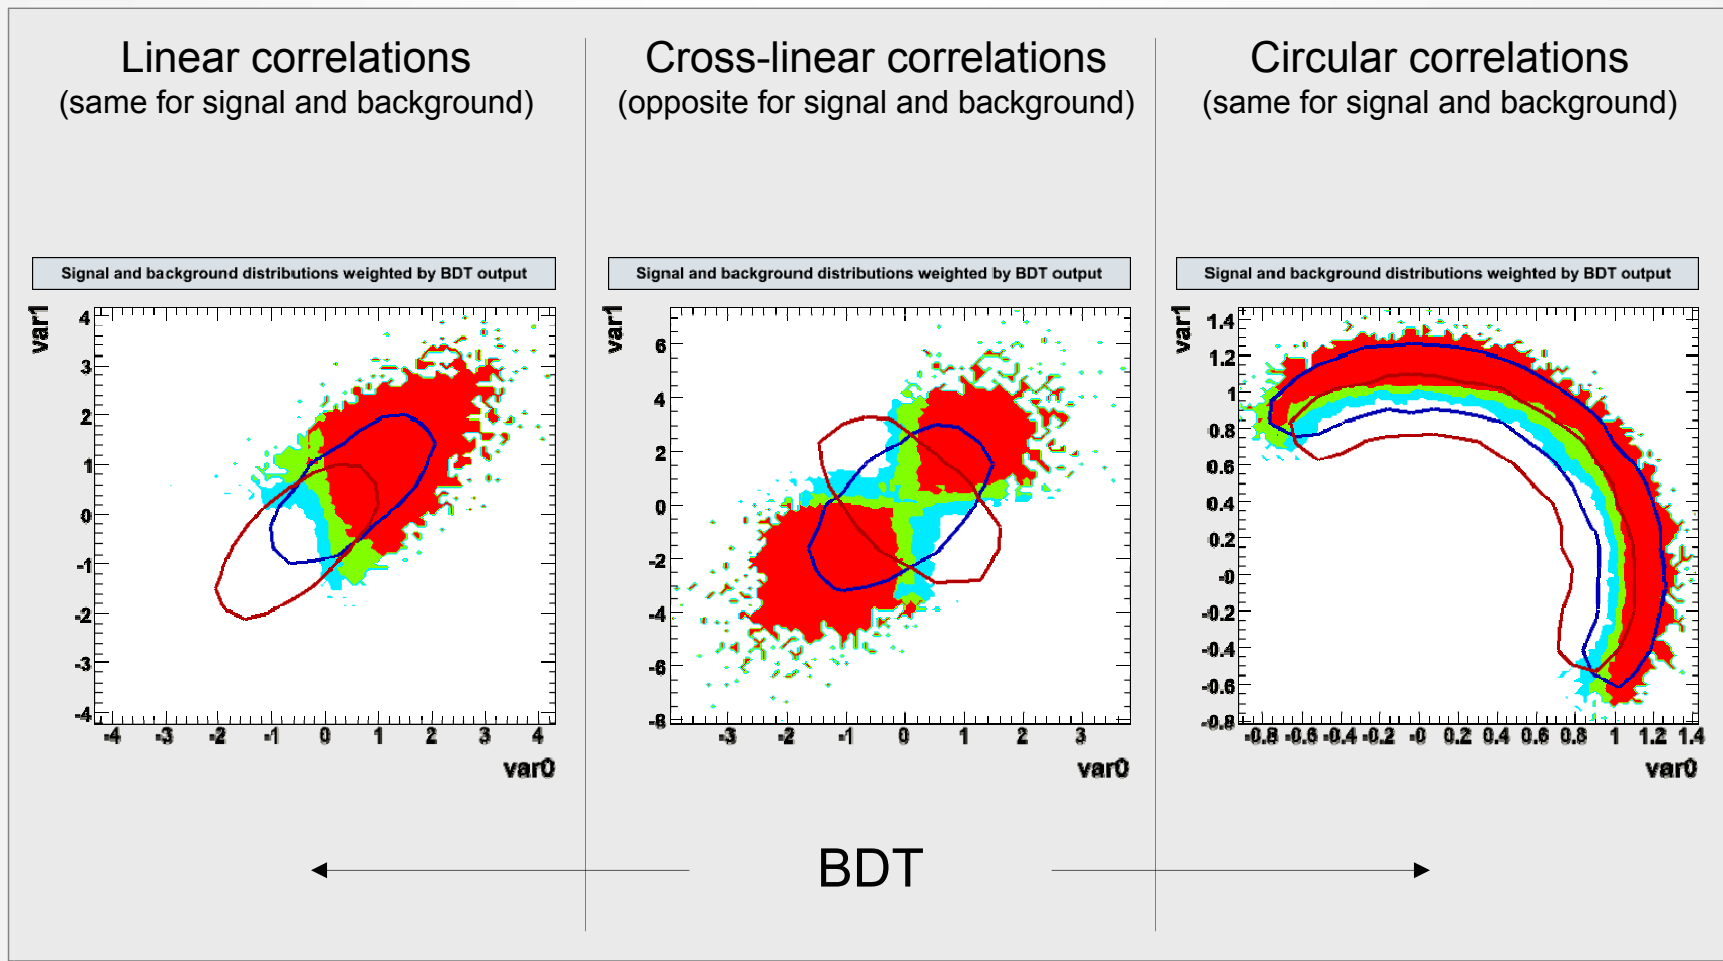 Linear correlations
(same for signal and background)
Cross-linear correlations
(opposite for signal and background)
Circular correlations
(same for signal and background)
Signal and background distributions weighted by BDT output
var1
4
3
2
1
0
-1
-2
-3
-4
-4 -3 -2 -1 0 1 2 3 4
var0
Signal and background distributions weighted by BDT output
var1
6
4
2
0
-2
-4
-6
-8
-3 -2 -1 0 1 2 3
var0
Signal and background distributions weighted by BDT output
var1
1.4
1.2
1
0.8
0.6
0.4
0.2
-0
-0.2
-0.4
-0.6
-0.8
-0.8 -0.6 -0.4 -0.2 -0 0.2 0.4 0.6 0.8 1 1.2 1.4
var0
BDT